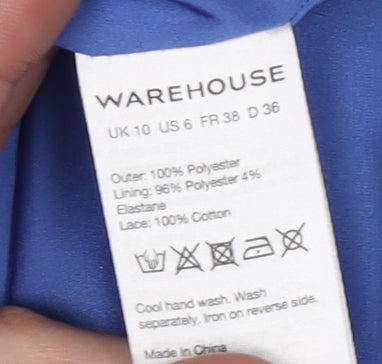 WAREHOUSE
UK 10 US 6 FR 38 D 36
Outer: 100% Polyester
Lining: 96% Polyester 4%
Elastane
Lace: 100% Cotton
Cool hand wash. Wash
separately. Iron on reverse side.
Made In China